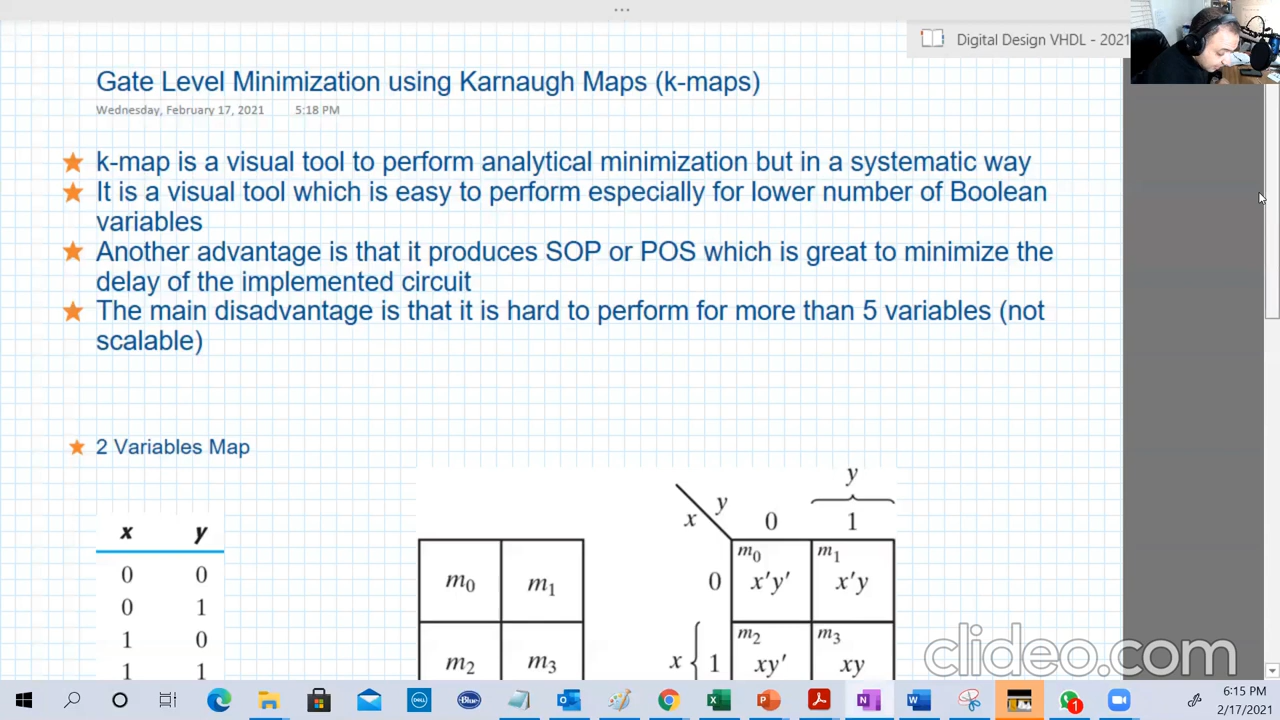 Digital Design VHDL - 2021
Gate Level Minimization using Karnaugh Maps (k-maps)
Wednesday, February 17, 2021 5:18 PM
k-map is a visual tool to perform analytical minimization but in a systematic way
It is a visual tool which is easy to perform especially for lower number of Boolean
variables
Another advantage is that it produces SOP or POS which is great to minimize the
delay of the implemented circuit
The main disadvantage is that it is hard to perform for more than 5 variables (not
scalable)
2 Variables Map
x y
0 0
0 1
1 0
1 1
m0 m1
m2 m3
y
y
x
0 1
m0 m1
0 x'y' x'y
m2 m3
x { 1 xy' xy
clideo.com
Blue
1
6:15 PM
2/17/2021